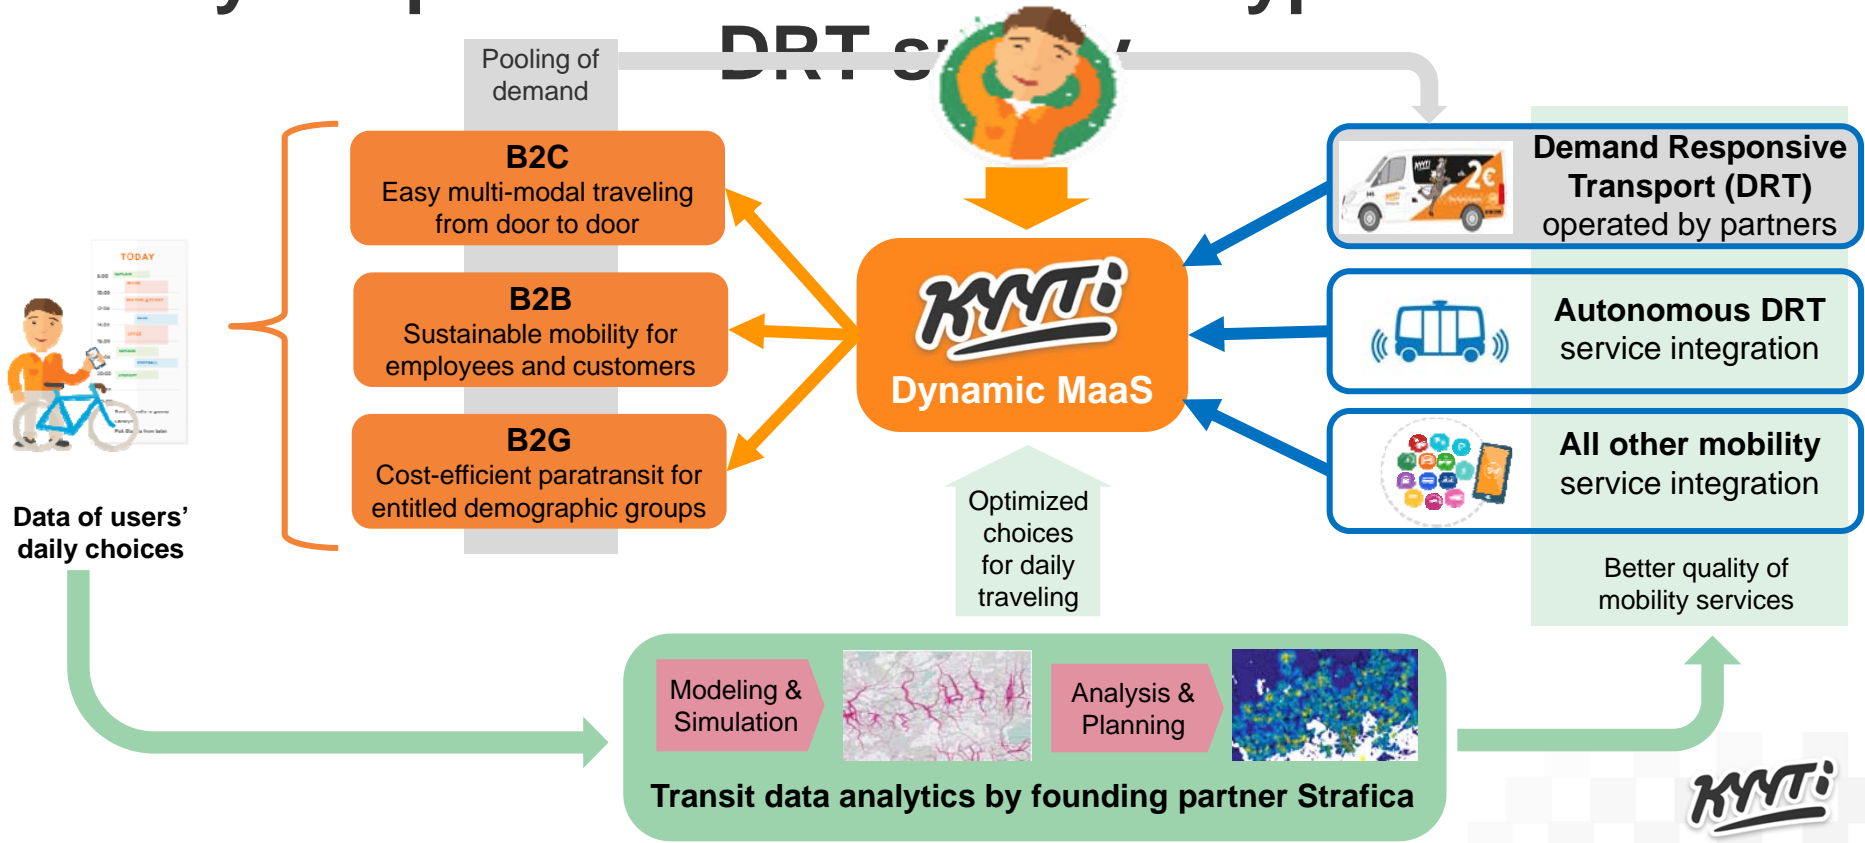 DRT
Pooling of
demand
B2C
Easy multi-modal traveling
from door to door
B2B
Sustainable mobility for
employees and customers
B2G
Cost-efficient paratransit for
entitled demographic groups
TODAY
Data of users’
daily choices
KYYTi
Dynamic MaaS
Optimized
choices
for daily
traveling
KYYTi
2€
Demand Responsive
Transport (DRT)
operated by partners
Autonomous DRT
service integration
All other mobility
service integration
Better quality of
mobility services
Modeling &
Simulation
Analysis &
Planning
Transit data analytics by founding partner Strafica
KYYTi